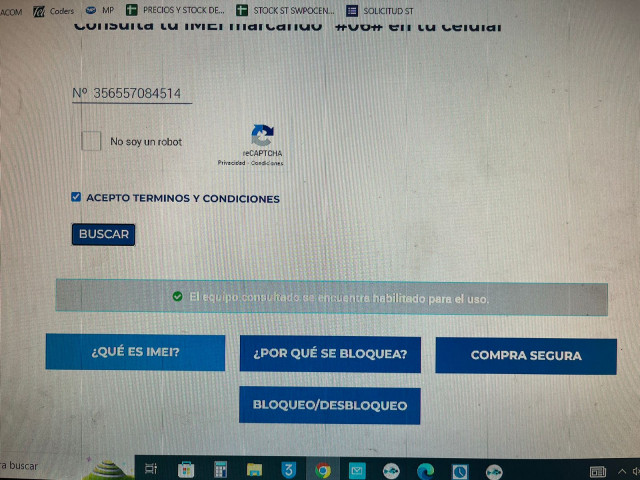 ACOM Coders MP PRECIOS Y STOCK DE... STOCK ST SWPOCEN... SOLICITUD ST
Consulta tu IMEI marcando *#06# en tu celular
Nº 356557084514
No soy un robot
reCAPTCHA
Privacidad - Condiciones
ACEPTO TERMINOS Y CONDICIONES
BUSCAR
El equipo consultado se encuentra habilitado para el uso.
¿QUÉ ES IMEI? ¿POR QUÉ SE BLOQUEA? COMPRA SEGURA
BLOQUEO/DESBLOQUEO
ra buscar